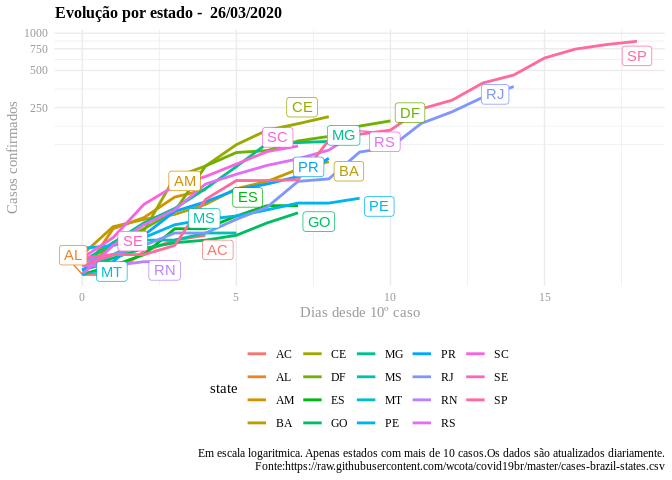 Evolução por estado -  26/03/2020
1000
750
500
250
Casos confirmados
SP
RJ
CE
DF
MG
SC
RS
PR
BA
AM
ES
PE
MS
GO
SE
AC
AL
MT
RN
0
5
10
15
Dias desde 10º caso
state
AC
CE
MG
PR
SC
AL
DF
MS
RJ
SE
AM
ES
MT
RN
SP
BA
GO
PE
RS
Em escala logaritmica. Apenas estados com mais de 10 casos.Os dados são atualizados diariamente.
Fonte:https://raw.githubusercontent.com/wcota/covid19br/master/cases-brazil-states.csv